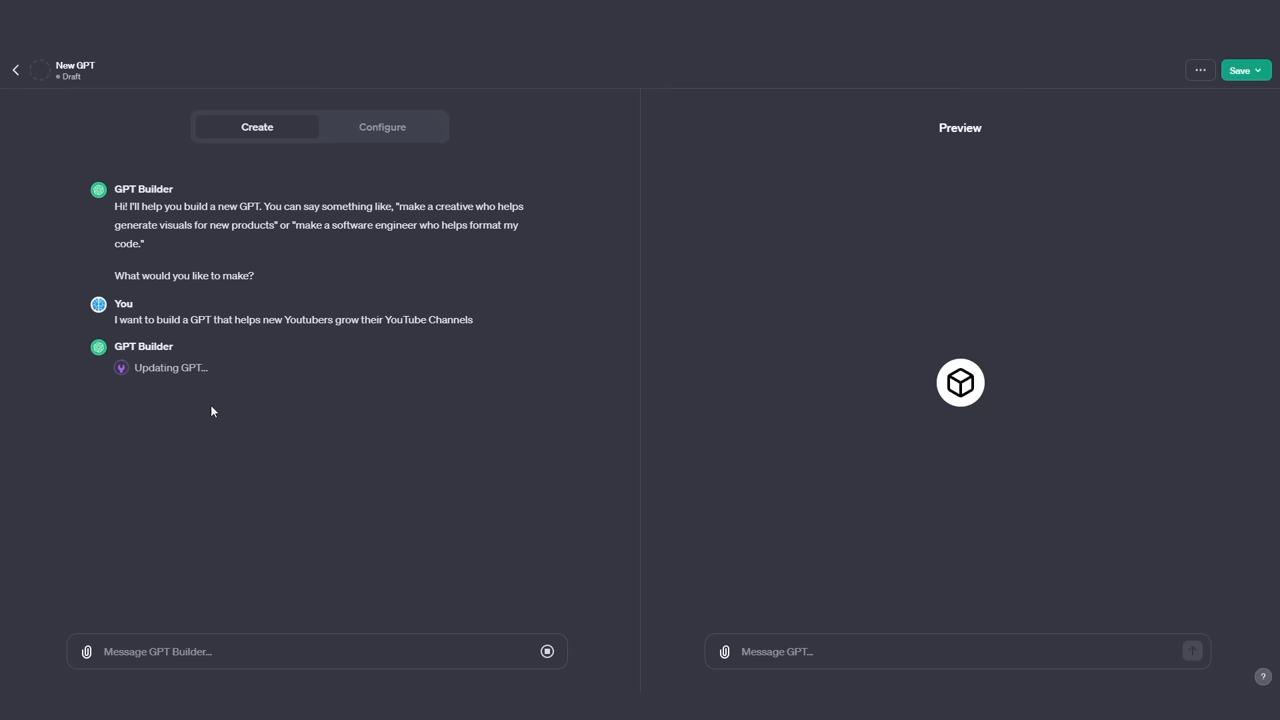 New GPT
Draft
Save
Create
Configure
Preview
GPT Builder
Hi! I'll help you build a new GPT. You can say something like, "make a creative who helps
generate visuals for new products" or "make a software engineer who helps format my
code."
What would you like to make?
You
I want to build a GPT that helps new Youtubers grow their YouTube Channels
GPT Builder
Updating GPT...
Message GPT Builder...
Message GPT...
?